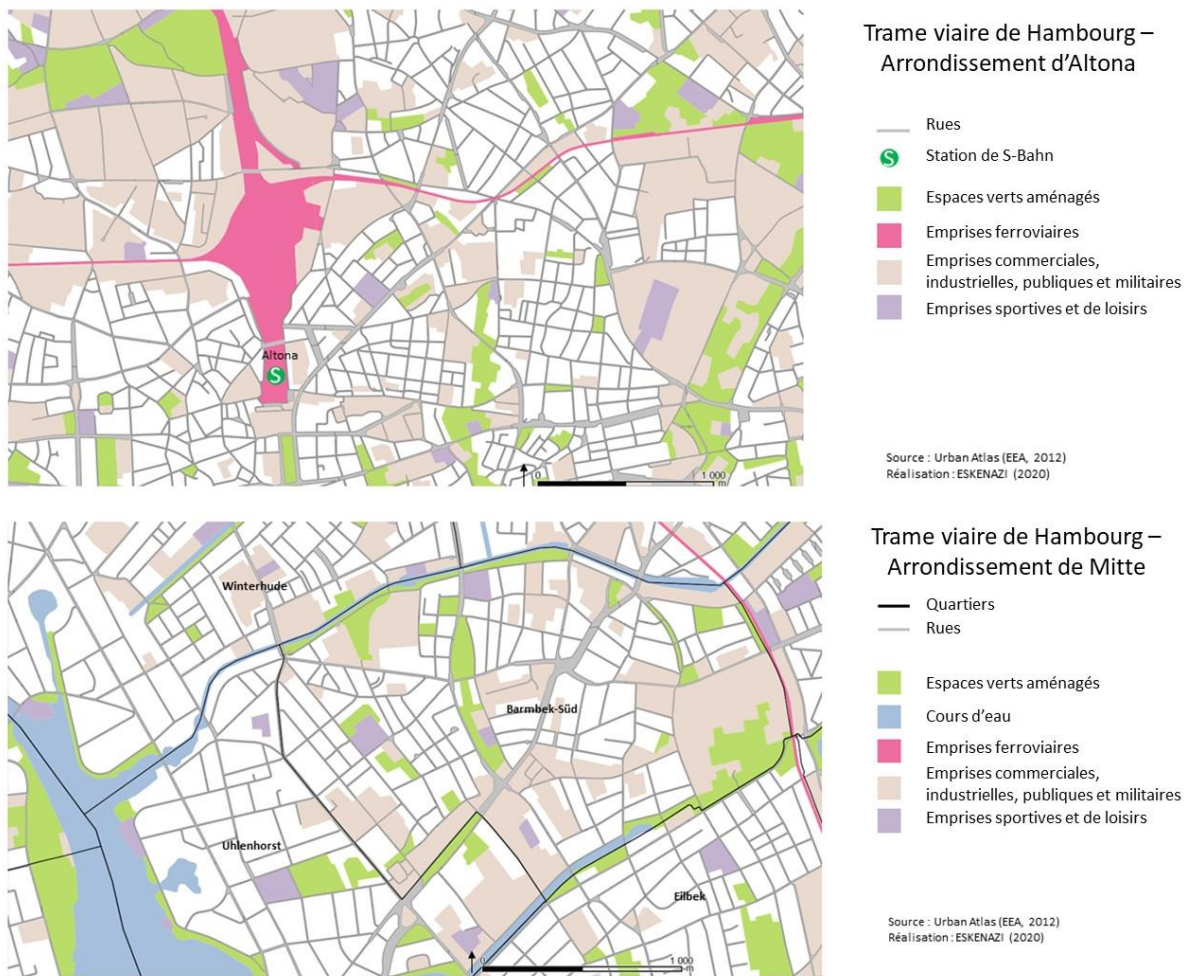 Trame viaire de Hambourg –
Arrondissement d'Altona
Rues
S
Station de S-Bahn
Espaces verts aménagés
Emprises ferroviaires
Emprises commerciales,
industrielles, publiques et militaires
Emprises sportives et de loisirs
Altona
S
0
1 000
m
Source : Urban Atlas (EEA, 2012)
Réalisation : ESKENAZI (2020)
Trame viaire de Hambourg –
Arrondissement de Mitte
Quartiers
Rues
Espaces verts aménagés
Cours d'eau
Emprises ferroviaires
Emprises commerciales,
industrielles, publiques et militaires
Emprises sportives et de loisirs
Winterhude
Barmbek-Süd
Uhlenhorst
Eilbek
0
1 000
m
Source : Urban Atlas (EEA, 2012)
Réalisation : ESKENAZI (2020)